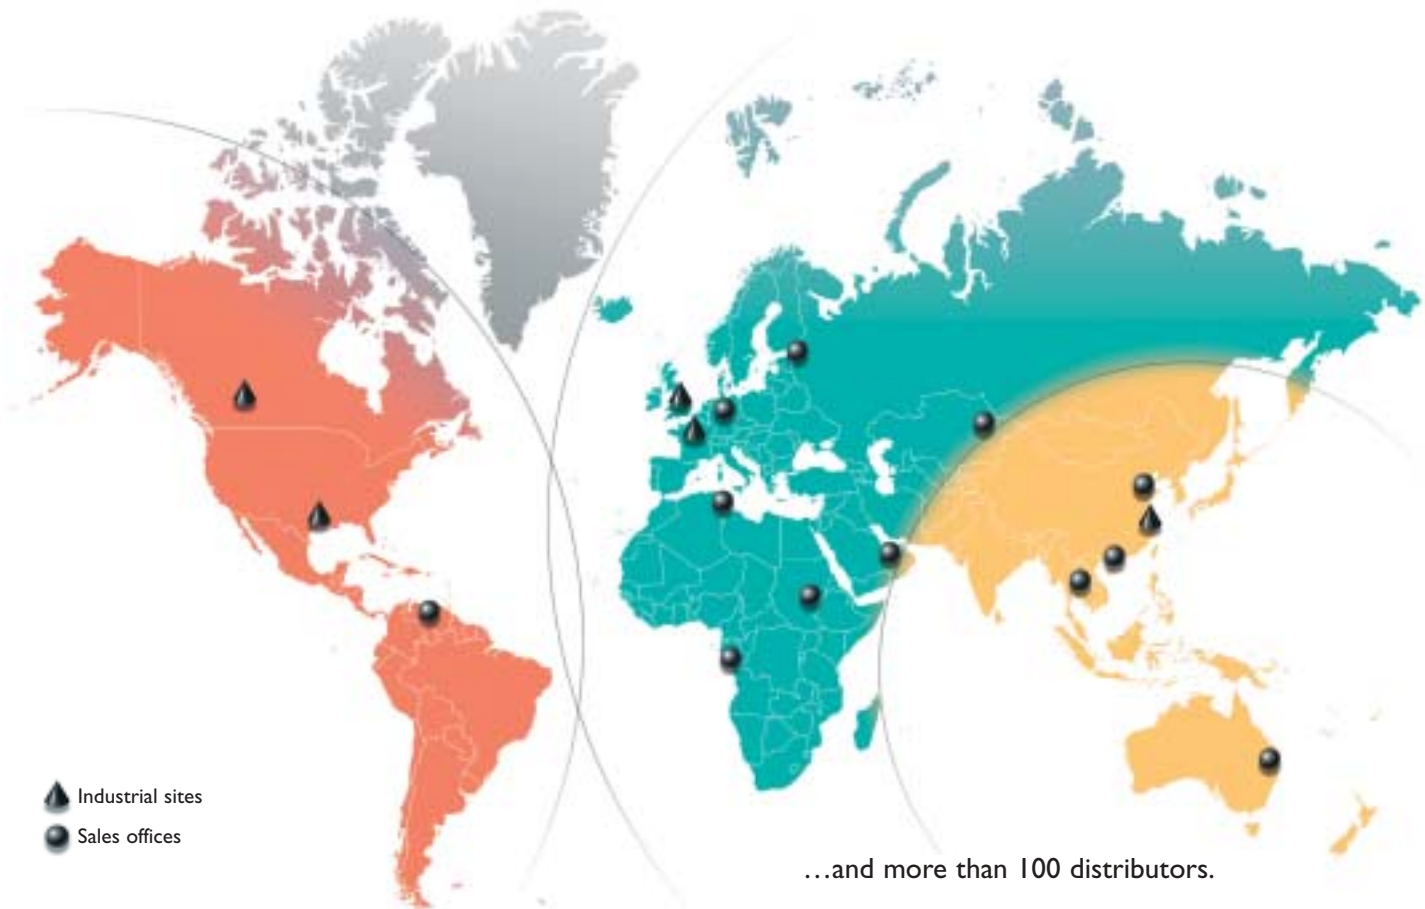 Industrial sites
Sales offices
…and more than 100 distributors.